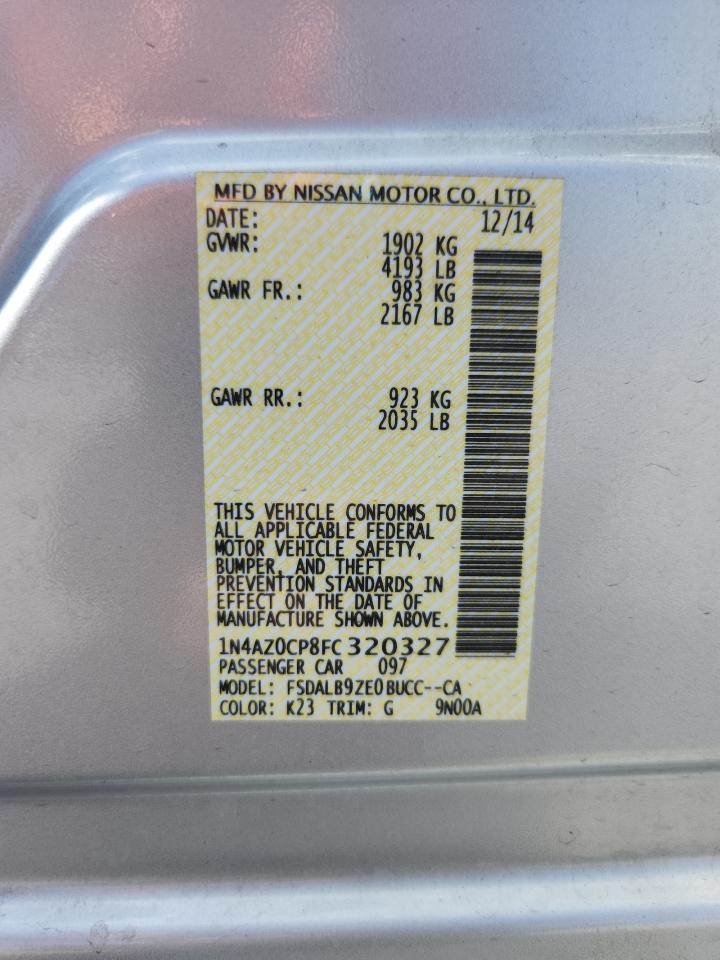 MFD BY NISSAN MOTOR CO., LTD.
DATE: 12/14
GVWR: 1902 KG
4193 LB
GAWR FR.: 983 KG
2167 LB
GAWR RR.: 923 KG
2035 LB
THIS VEHICLE CONFORMS TO
ALL APPLICABLE FEDERAL
MOTOR VEHICLE SAFETY,
BUMPER, AND THEFT
PREVENTION STANDARDS IN
EFFECT ON THE DATE OF
MANUFACTURE SHOWN ABOVE.
1N4AZ0CP8FC320327
PASSENGER CAR 097
MODEL: FSDALB9ZE0BUCC--CA
COLOR: K23 TRIM: G 9N00A